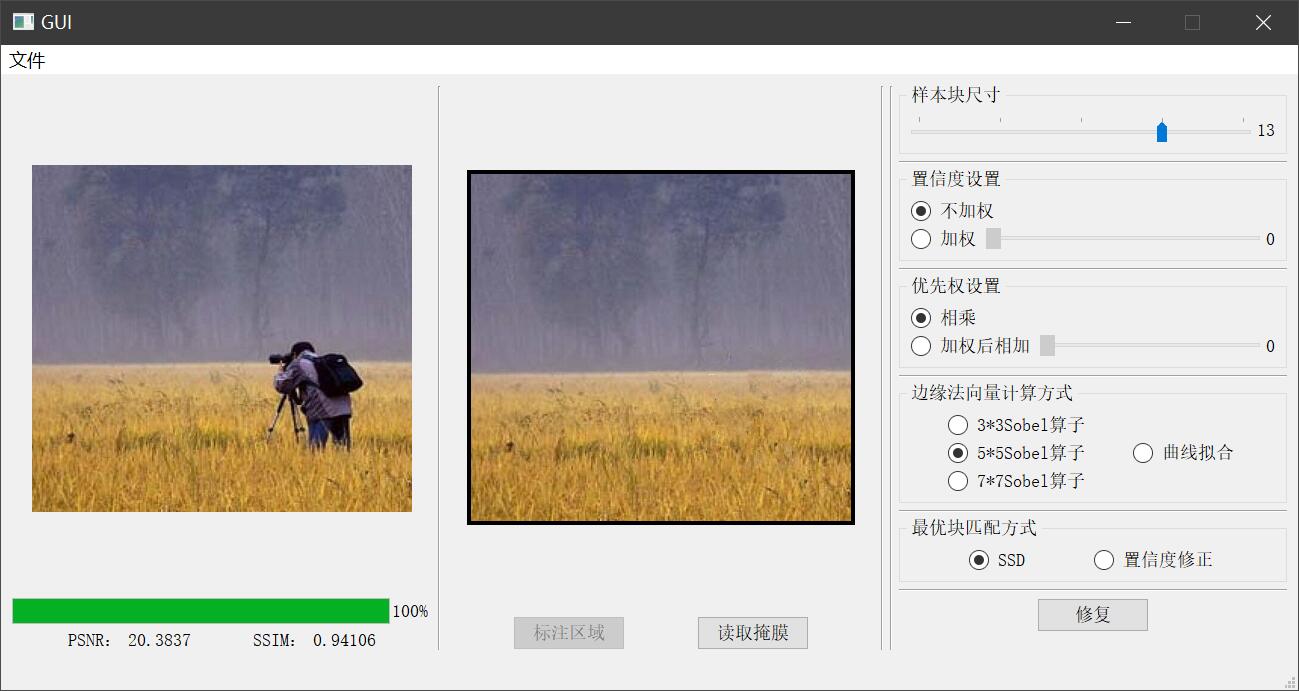 GUI
文件
样本块尺寸
13
置信度设置
不加权
加权 0
优先权设置
相乘
加权后相加 0
边缘法向量计算方式
3*3Sobel算子
5*5Sobel算子 曲线拟合
7*7Sobel算子
最优块匹配方式
SSD 置信度修正
修复
100%
PSNR: 20.3837 SSIM: 0.94106
标注区域 读取掩膜